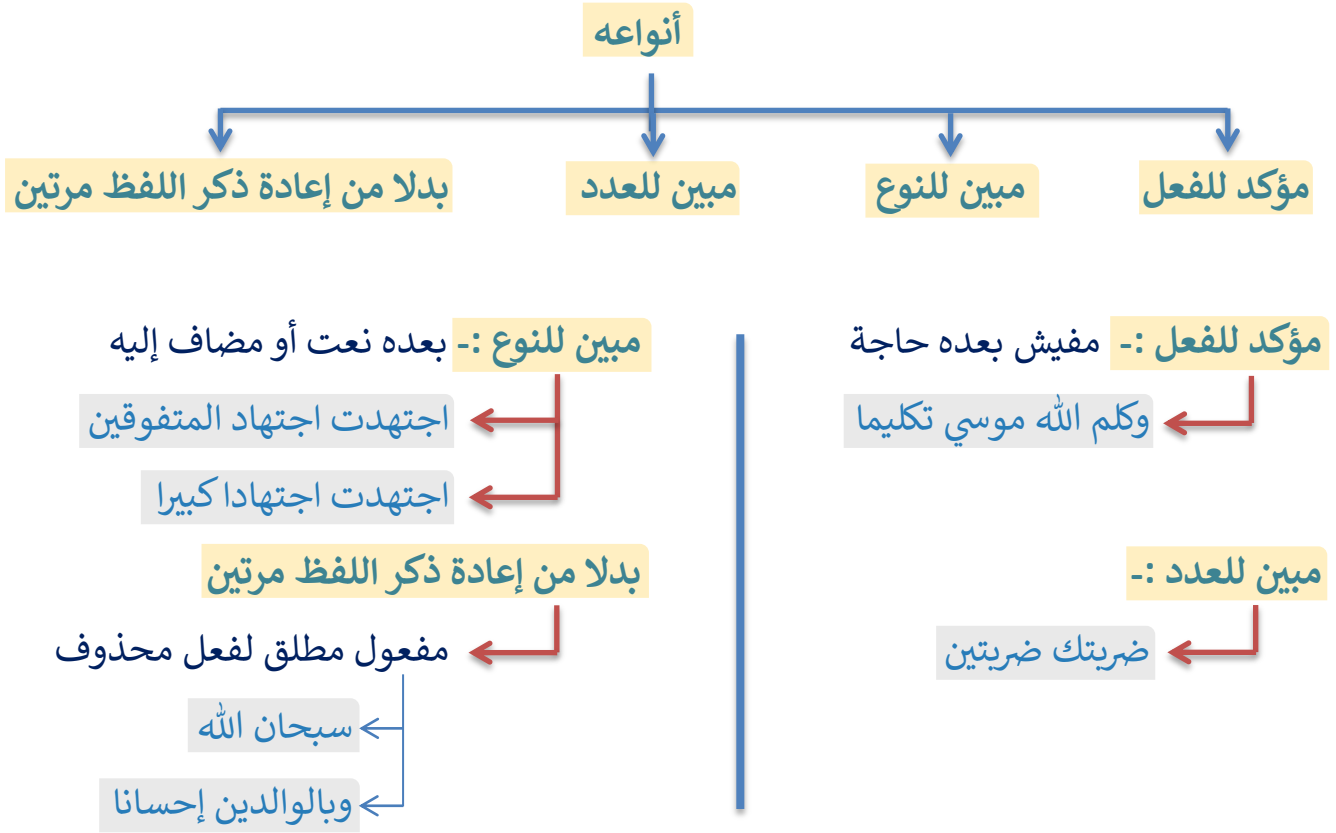 أنواعه
مؤكد للفعل
مبين للنوع
مبين للعدد
بدلا من إعادة ذكر اللفظ مرتين
مؤكد للفعل :- مفيش بعده حاجة
وكلم الله موسي تكليما
مبين للعدد :-
ضربتك ضربتين
مبين للنوع :- بعده نعت أو مضاف إليه
اجتهدت اجتهاد المتفوقين
اجتهدت اجتهادا كبيرا
بدلا من إعادة ذكر اللفظ مرتين
مفعول مطلق لفعل محذوف
سبحان الله
وبالوالدين إحسانا